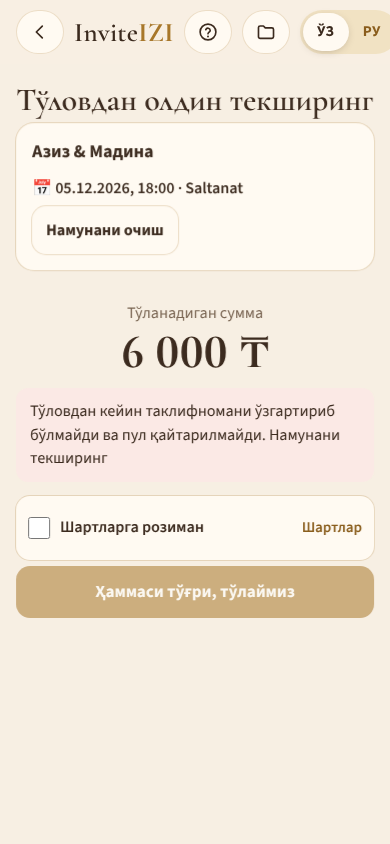 InviteIZI
ЎЗ
РУ
Тўловдан олдин текширинг
Азиз & Мадина
📅 05.12.2026, 18:00 · Saltanat
Намунани очиш
Тўланадиган сумма
6 000 ₸
Тўловдан кейин таклифномани ўзгартириб
бўлмайди ва пул қайтарилмайди. Намунани
текширинг
Шартларга розиман
Шартлар
Ҳаммаси тўғри, тўлаймиз